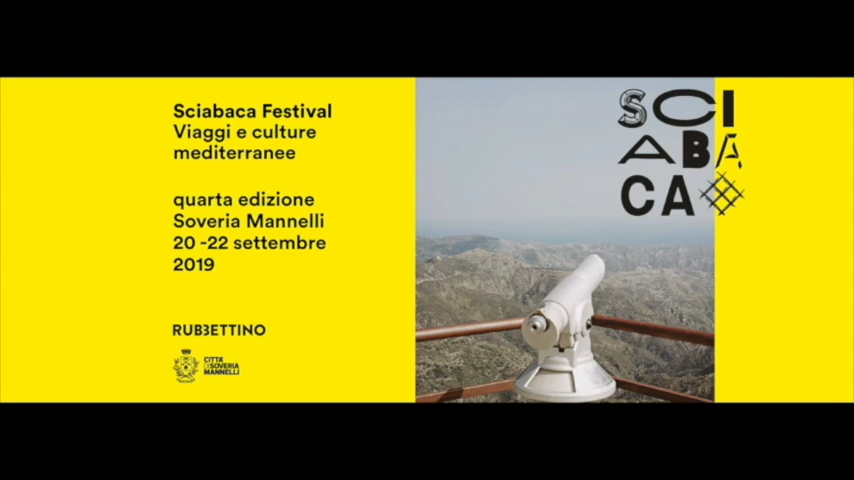 Sciabaca Festival
Viaggi e culture
mediterranee
quarta edizione
Soveria Mannelli
20 -22 settembre
2019
RUBBETTINO
CITTÀ
DI SOVERIA
MANNELLI
SCI
ABA
CA